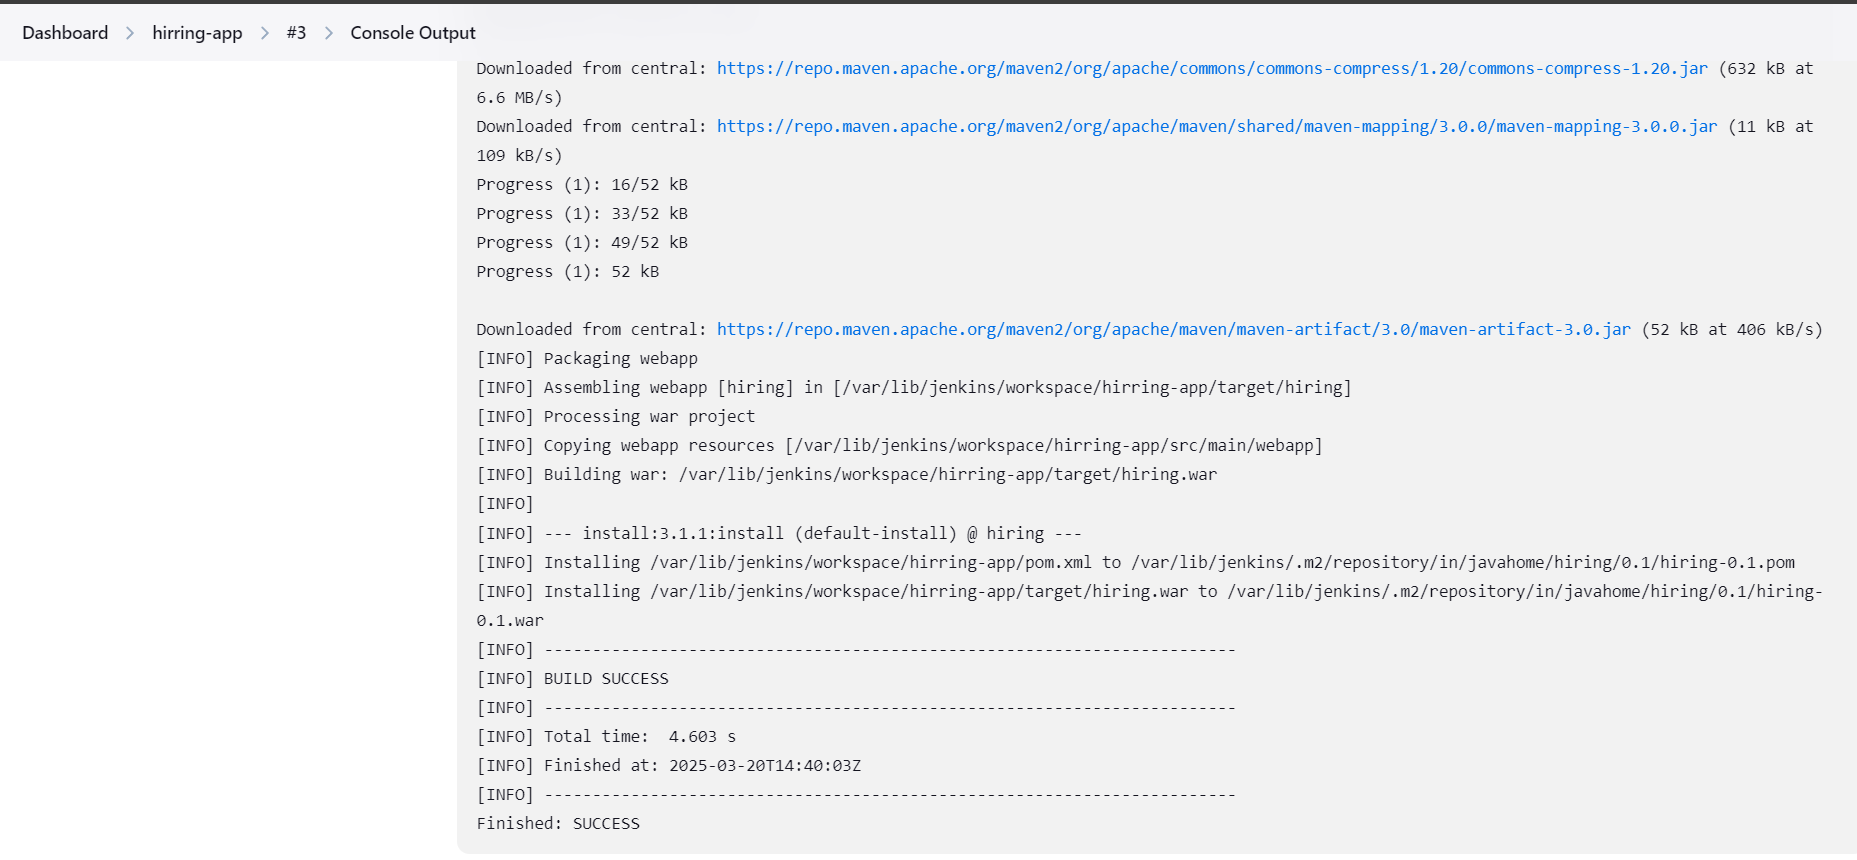 Dashboard > hirring-app > #3 > Console Output
Downloaded from central: https://repo.maven.apache.org/maven2/org/apache/commons/commons-compress/1.20/commons-compress-1.20.jar (632 kB at
6.6 MB/s)
Downloaded from central: https://repo.maven.apache.org/maven2/org/apache/maven/shared/maven-mapping/3.0.0/maven-mapping-3.0.0.jar (11 kB at
109 kB/s)
Progress (1): 16/52 kB
Progress (1): 33/52 kB
Progress (1): 49/52 kB
Progress (1): 52 kB
Downloaded from central: https://repo.maven.apache.org/maven2/org/apache/maven/maven-artifact/3.0/maven-artifact-3.0.jar (52 kB at 406 kB/s)
[INFO] Packaging webapp
[INFO] Assembling webapp [hiring] in [/var/lib/jenkins/workspace/hirring-app/target/hiring]
[INFO] Processing war project
[INFO] Copying webapp resources [/var/lib/jenkins/workspace/hirring-app/src/main/webapp]
[INFO] Building war: /var/lib/jenkins/workspace/hirring-app/target/hiring.war
[INFO]
[INFO] --- install:3.1.1:install (default-install) @ hiring ---
[INFO] Installing /var/lib/jenkins/workspace/hirring-app/pom.xml to /var/lib/jenkins/.m2/repository/in/javahome/hiring/0.1/hiring-0.1.pom
[INFO] Installing /var/lib/jenkins/workspace/hirring-app/target/hiring.war to /var/lib/jenkins/.m2/repository/in/javahome/hiring/0.1/hiring-
0.1.war
[INFO] ------------------------------------------------------------------------
[INFO] BUILD SUCCESS
[INFO] ------------------------------------------------------------------------
[INFO] Total time:  4.603 s
[INFO] Finished at: 2025-03-20T14:40:03Z
[INFO] ------------------------------------------------------------------------
Finished: SUCCESS